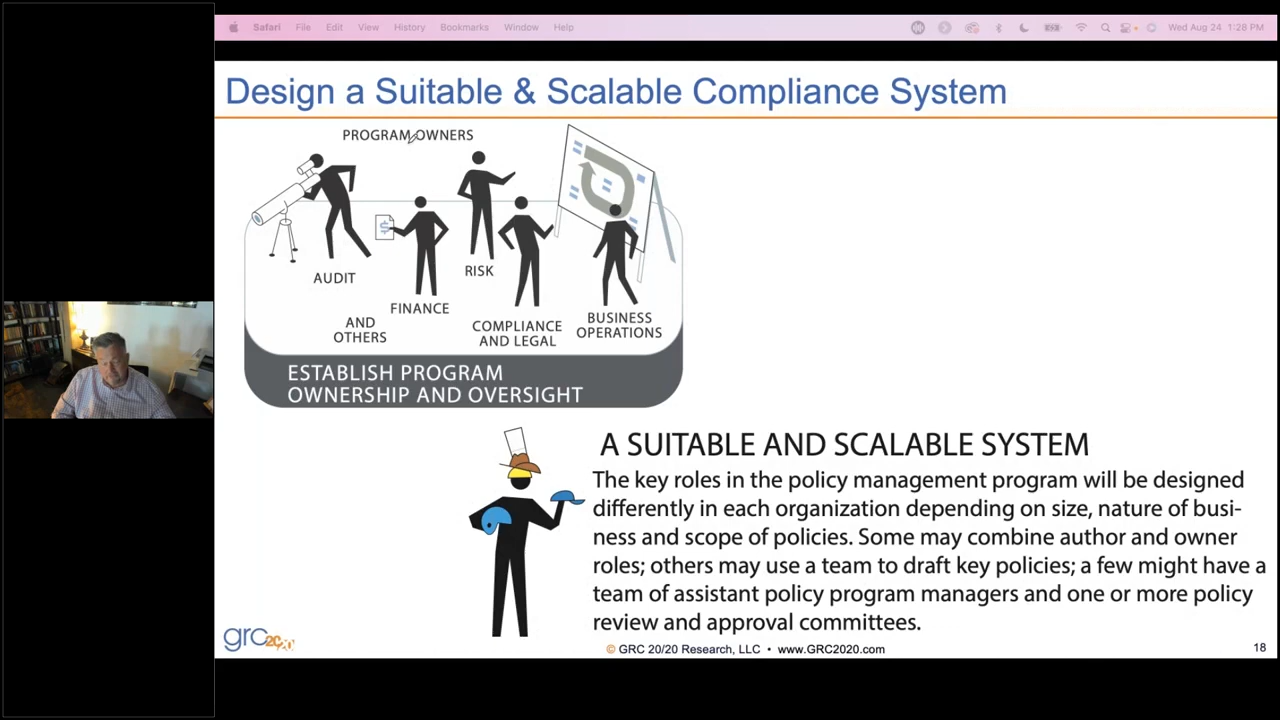 Safari File Edit View History Bookmarks Window Help Wed Aug 24 1:28 PM
Design a Suitable & Scalable Compliance System
PROGRAM OWNERS
AUDIT
FINANCE
RISK
AND
OTHERS
COMPLIANCE
AND LEGAL
BUSINESS
OPERATIONS
ESTABLISH PROGRAM
OWNERSHIP AND OVERSIGHT
A SUITABLE AND SCALABLE SYSTEM
The key roles in the policy management program will be designed
differently in each organization depending on size, nature of busi-
ness and scope of policies. Some may combine author and owner
roles; others may use a team to draft key policies; a few might have a
team of assistant policy program managers and one or more policy
review and approval committees.
grc2020
© GRC 20/20 Research, LLC • www.GRC2020.com
18